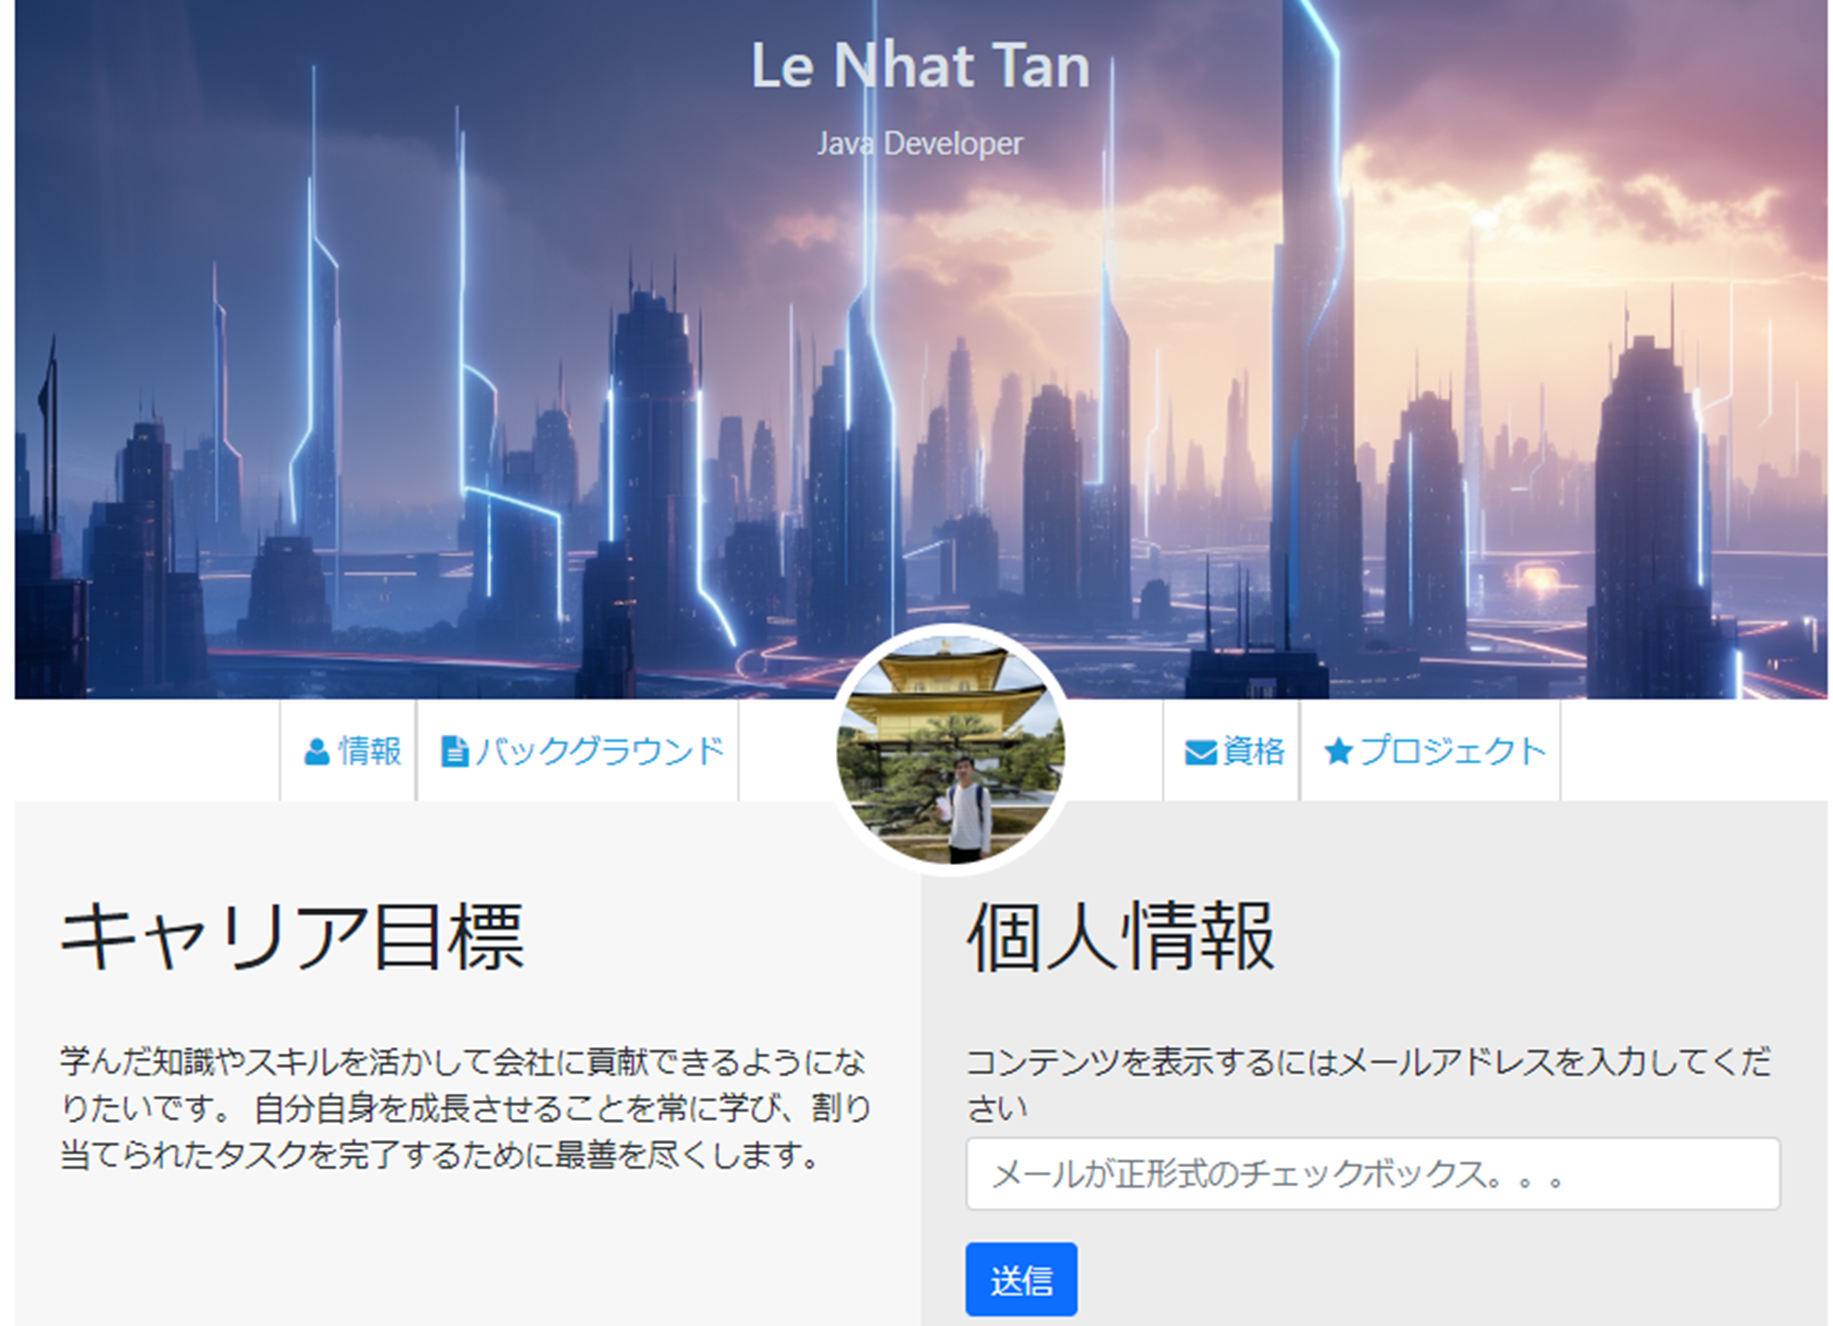 Le Nhat Tan
Java Developer
情報
バックグラウンド
資格
プロジェクト
キャリア目標
学んだ知識やスキルを活かして会社に貢献できるようにな
りたいです。 自分自身を成長させることを常に学び、割り
当てられたタスクを完了するために最善を尽くします。
個人情報
コンテンツを表示するにはメールアドレスを入力してくだ
さい
メールが正形式のチェックボックス。。。
送信